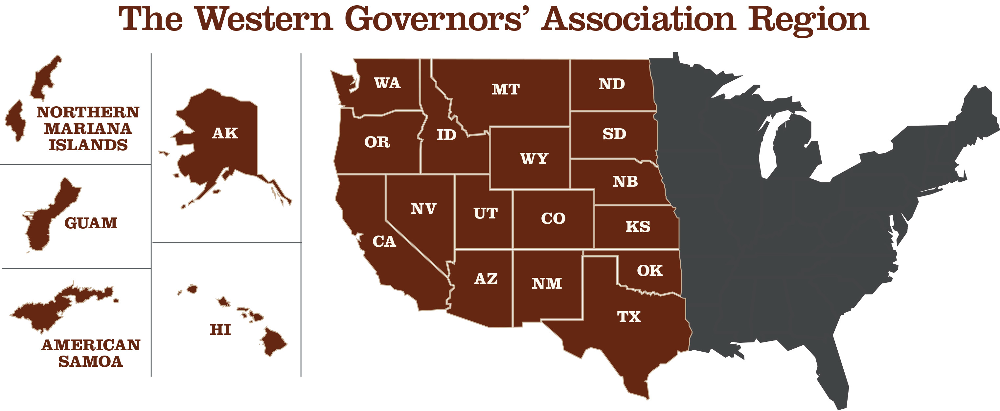 The Western Governors’ Association Region
NORTHERN
MARIANA
ISLANDS
GUAM
AMERICAN
SAMOA
AK
HI
WA
MT
ND
OR
ID
SD
WY
NB
NV
UT
CO
KS
CA
AZ
NM
OK
TX